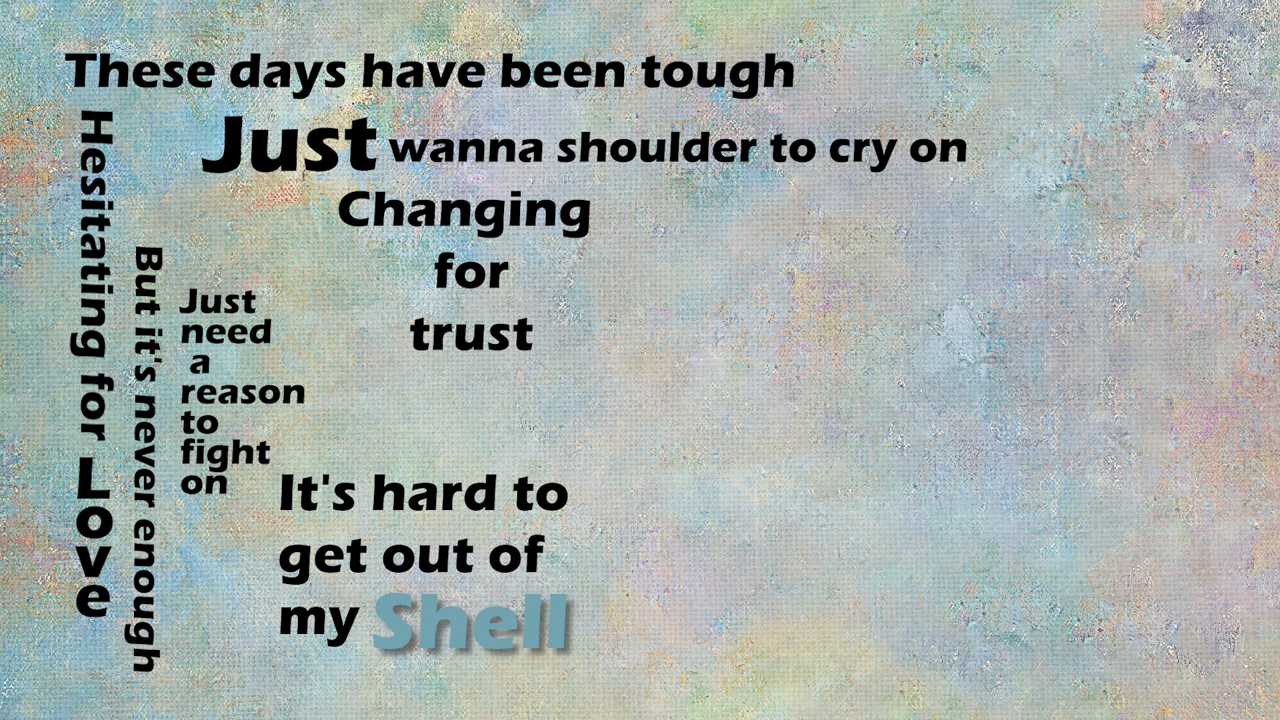 These days have been tough
Just wanna shoulder to cry on
Changing
for
trust
Hesitating for Love
But it's never enough
Just
need
a
reason
to
fight
on
It's hard to
get out of
my Shell